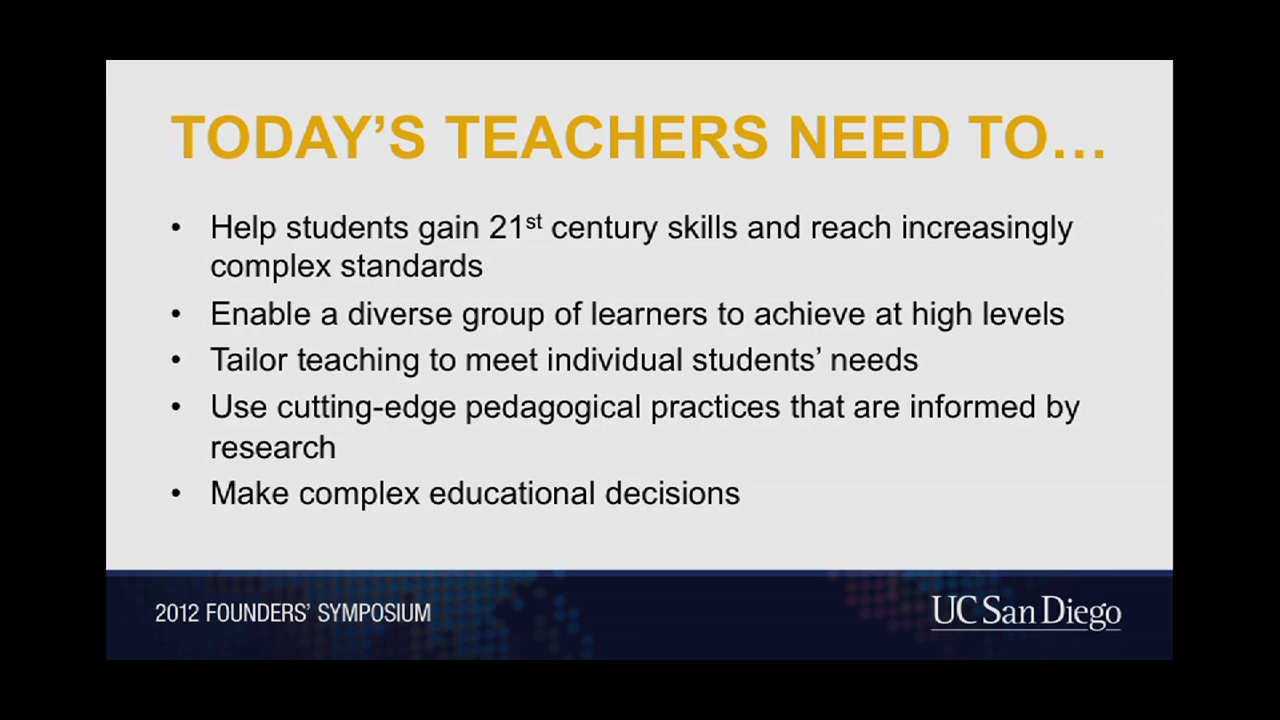 TODAY’S TEACHERS NEED TO…
• Help students gain 21st century skills and reach increasingly
complex standards
• Enable a diverse group of learners to achieve at high levels
• Tailor teaching to meet individual students’ needs
• Use cutting-edge pedagogical practices that are informed by
research
• Make complex educational decisions
2012 FOUNDERS’ SYMPOSIUM
UC San Diego